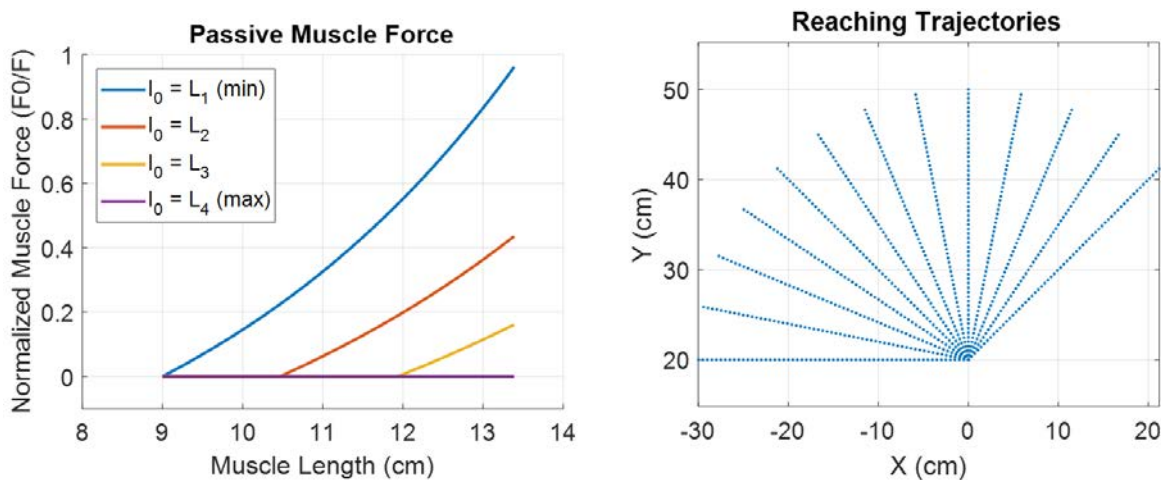 Passive Muscle Force
Normalized Muscle Force (F0/F)
1
0.8
0.6
0.4
0.2
0
l₀ = L₁ (min)
l₀ = L₂
l₀ = L₃
l₀ = L₄ (max)
8 9 10 11 12 13 14
Muscle Length (cm)
Reaching Trajectories
Y (cm)
50
40
30
20
-30 -20 -10 0 10 20
X (cm)